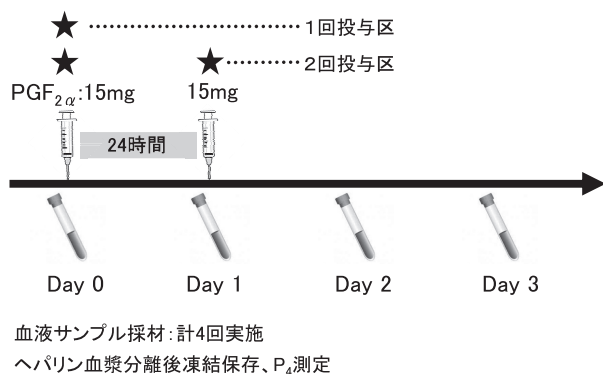 ★‥‥‥‥‥‥‥‥‥1回投与区
★ ★‥‥‥‥2回投与区
PGF2α:15mg 15mg
24時間
Day 0 Day 1 Day 2 Day 3
血液サンプル採材:計4回実施
ヘパリン血漿分離後凍結保存、P4測定